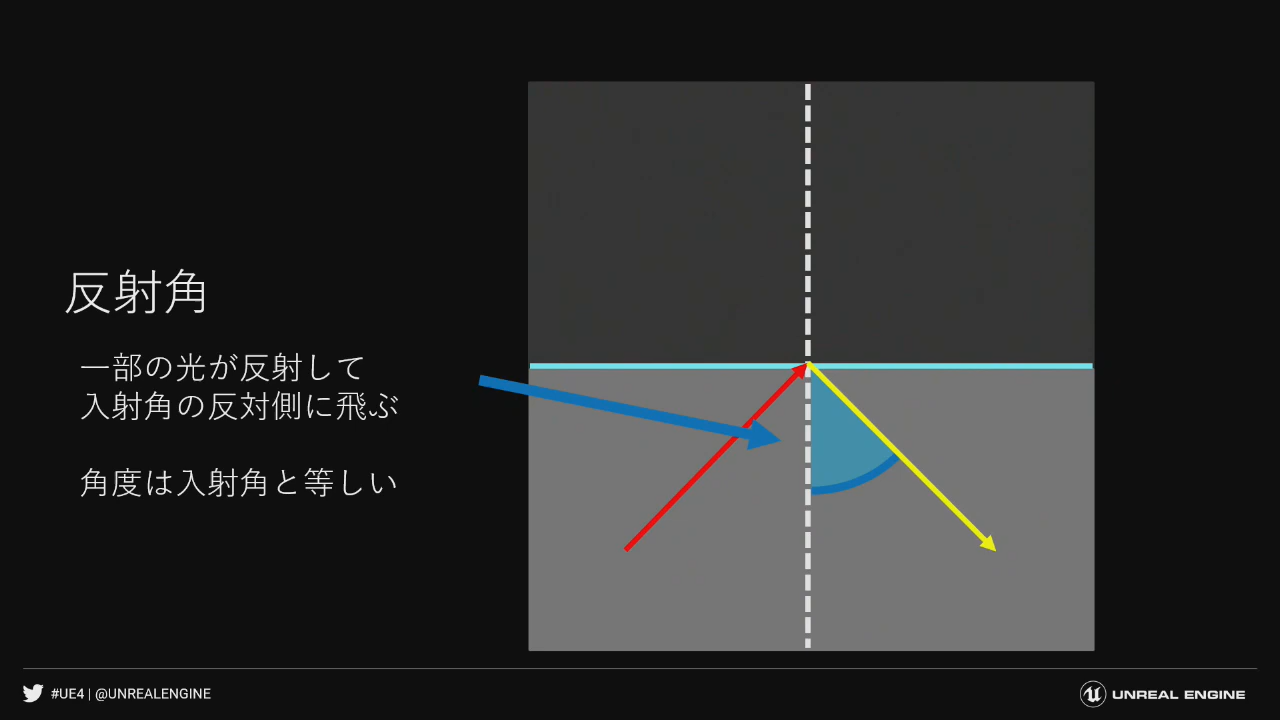 反射角
一部の光が反射して
入射角の反対側に飛ぶ
角度は入射角と等しい
#UE4 | @UNREALENGINE
UNREAL ENGINE